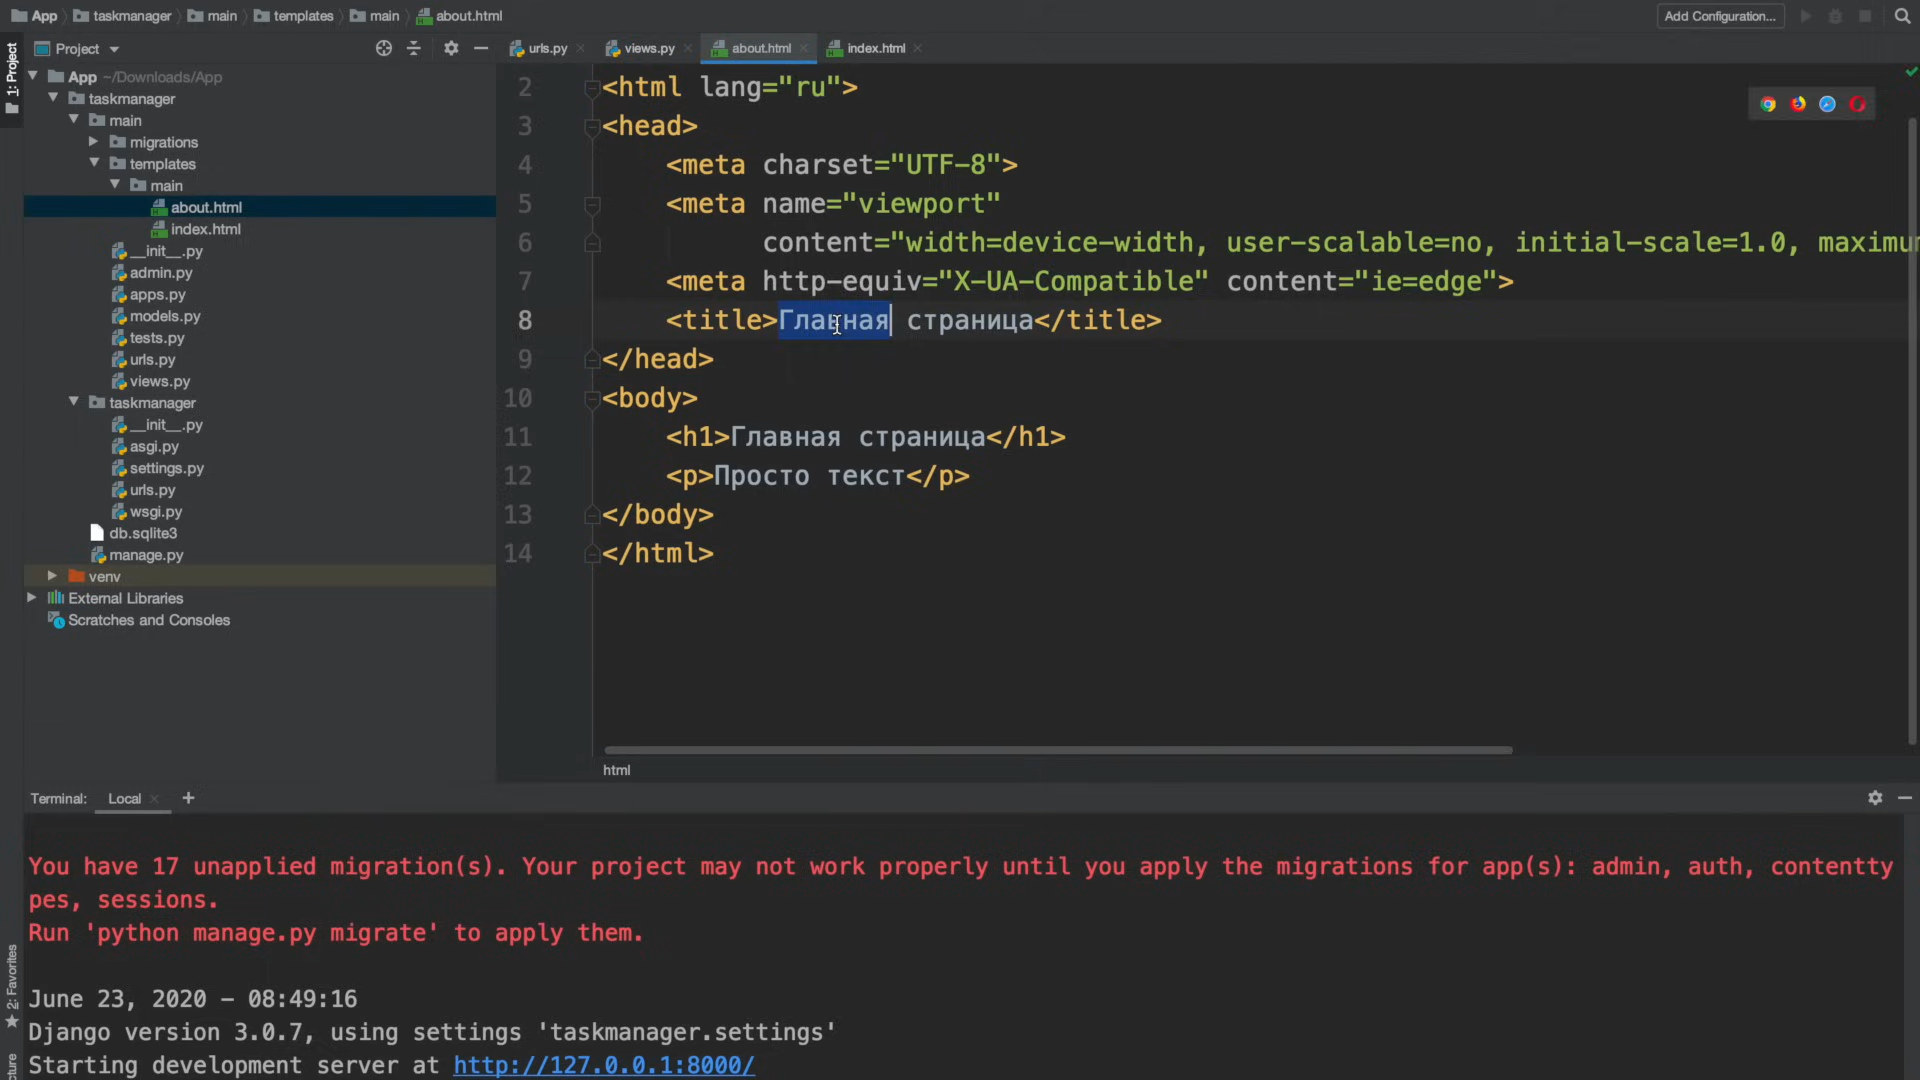 App taskmanager main templates main about.html
Add Configuration...
1: Project
Project
urls.py views.py about.html index.html
App ~/Downloads/App
taskmanager
main
migrations
templates
main
about.html
index.html
__init__.py
admin.py
apps.py
models.py
tests.py
urls.py
views.py
taskmanager
__init__.py
asgi.py
settings.py
urls.py
wsgi.py
db.sqlite3
manage.py
venv
External Libraries
Scratches and Consoles
2 <html lang="ru">
3 <head>
4 <meta charset="UTF-8">
5 <meta name="viewport"
6 content="width=device-width, user-scalable=no, initial-scale=1.0,
7 <meta http-equiv="X-UA-Compatible" content="ie=edge">
8 <title>Главная страница</title>
9 </head>
10 <body>
11 <h1>Главная страница</h1>
12 <p>Просто текст</p>
13 </body>
14 </html>
html
Terminal: Local +
You have 17 unapplied migration(s). Your project may not work properly until you apply the migrations for app(s): admin, auth, contentty
pes, sessions.
Run 'python manage.py migrate' to apply them.
June 23, 2020 - 08:49:16
Django version 3.0.7, using settings 'taskmanager.settings'
Starting development server at http://127.0.0.1:8000/
2: Favorites